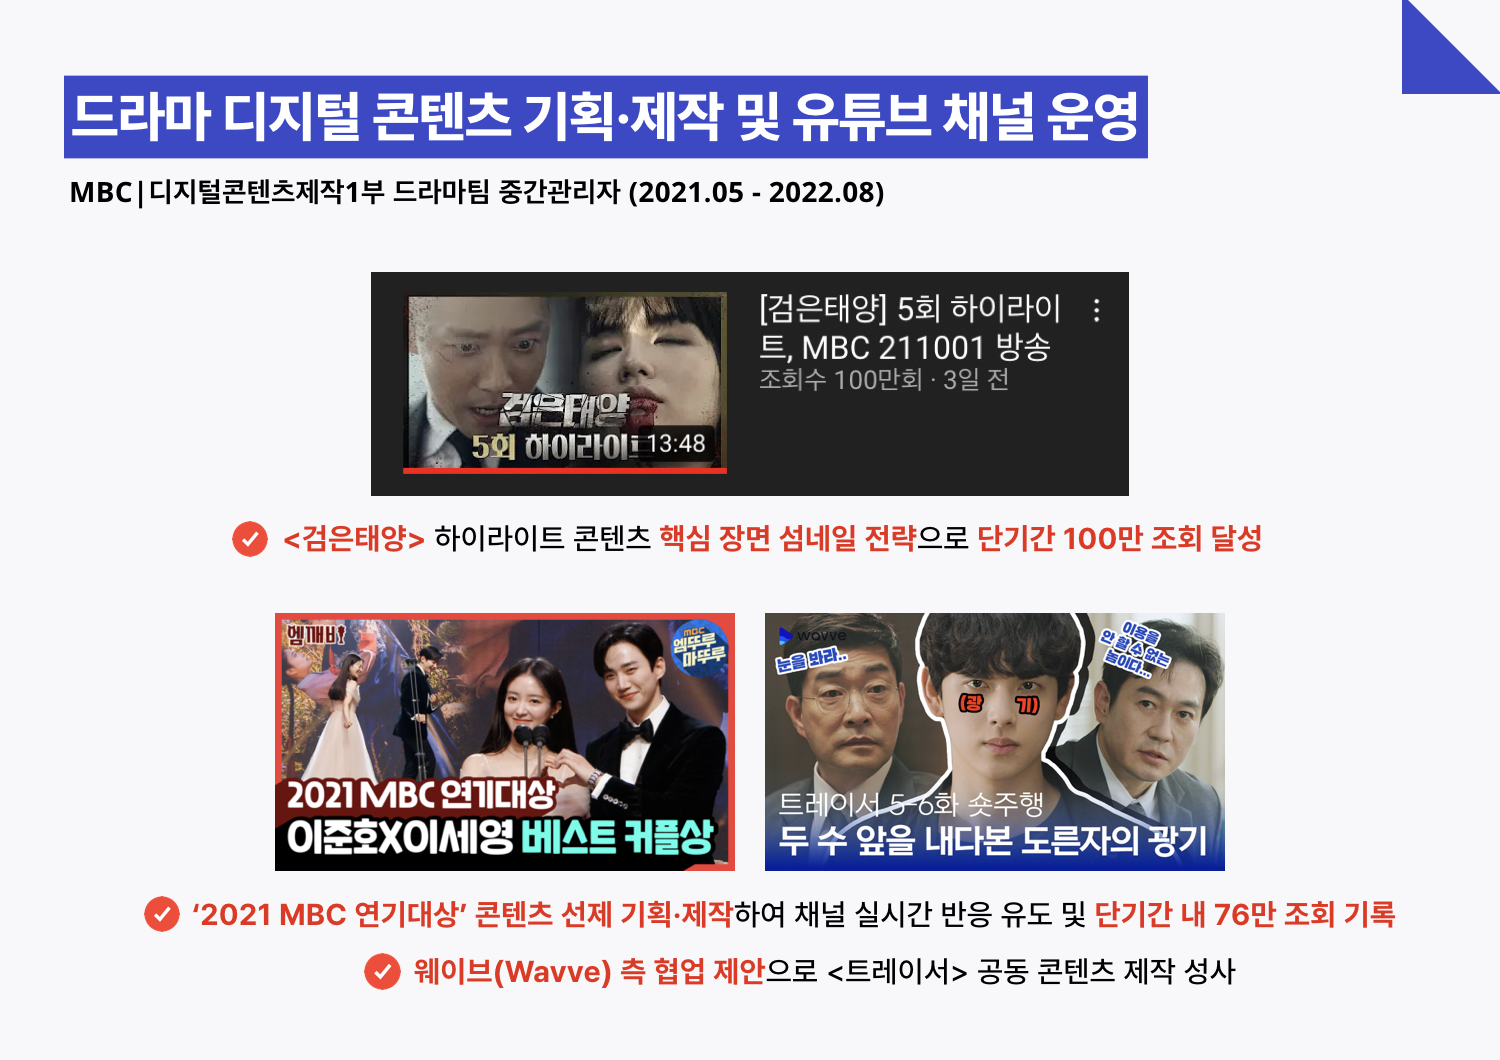 드라마 디지털 콘텐츠 기획·제작 및 유튜브 채널 운영
MBC|디지털콘텐츠제작1부 드라마팀 중간관리자 (2021.05 - 2022.08)
검은태양
5회 하이라이트
13:48
[검은태양] 5회 하이라이
트, MBC 211001 방송
조회수 100만회 · 3일 전
<검은태양> 하이라이트 콘텐츠 핵심 장면 섬네일 전략으로 단기간 100만 조회 달성
엠깨비!
mbc
엠뚜루
마뚜루
2021 MBC 연기대상
이준호X이세영 베스트 커플상
wavve
눈을 봐라..
이용을
안 할 수 없는
놈이다...
(광 기)
트레이서 5-6화 숏주행
두 수 앞을 내다본 도른자의 광기
‘2021 MBC 연기대상’ 콘텐츠 선제 기획·제작하여 채널 실시간 반응 유도 및 단기간 내 76만 조회 기록
웨이브(Wavve) 측 협업 제안으로 <트레이서> 공동 콘텐츠 제작 성사